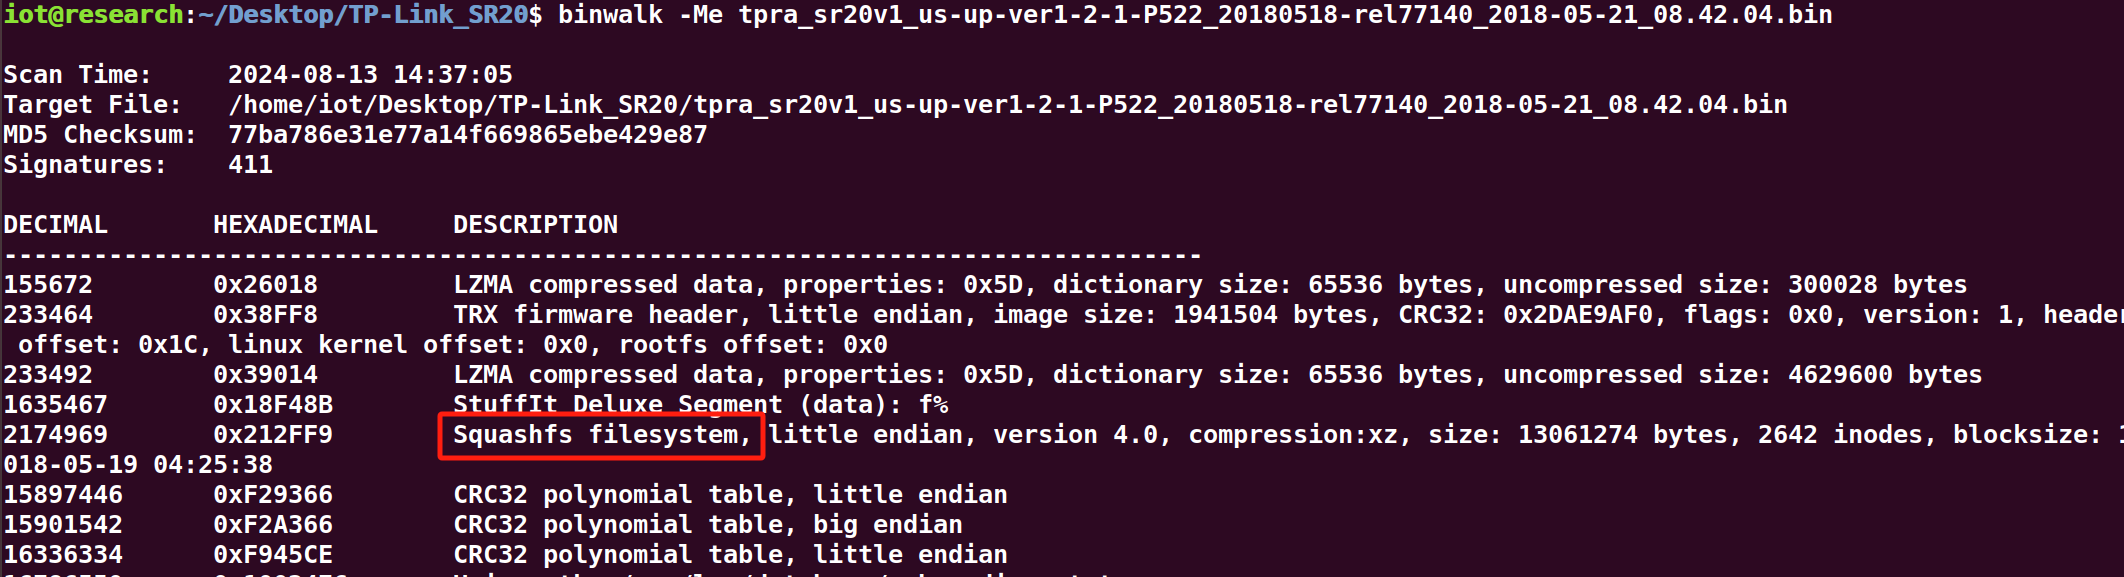 iot@research:~/Desktop/TP-Link_SR20$ binwalk -Me tpra_sr20v1_us-up-ver1-2-1-P522_20180518-rel77140_2018-05-21_08.42.04.bin
Scan Time:     2024-08-13 14:37:05
Target File:   /home/iot/Desktop/TP-Link_SR20/tpra_sr20v1_us-up-ver1-2-1-P522_20180518-rel77140_2018-05-21_08.42.04.bin
MD5 Checksum:  77ba786e31e77a14f669865ebe429e87
Signatures:    411
DECIMAL       HEXADECIMAL     DESCRIPTION
--------------------------------------------------------------------------------
155672        0x26018         LZMA compressed data, properties: 0x5D, dictionary size: 65536 bytes, uncompressed size: 300028 bytes
233464        0x38FF8         TRX firmware header, little endian, image size: 1941504 bytes, CRC32: 0x2DAE9AF0, flags: 0x0, version: 1, header
 offset: 0x1C, linux kernel offset: 0x0, rootfs offset: 0x0
233492        0x39014         LZMA compressed data, properties: 0x5D, dictionary size: 65536 bytes, uncompressed size: 4629600 bytes
1635467       0x18F48B        StuffIt Deluxe Segment (data): f%
2174969       0x212FF9        Squashfs filesystem, little endian, version 4.0, compression:xz, size: 13061274 bytes, 2642 inodes, blocksize: 1
018-05-19 04:25:38
15897446      0xF29366        CRC32 polynomial table, little endian
15901542      0xF2A366        CRC32 polynomial table, big endian
16336334      0xF945CE        CRC32 polynomial table, little endian